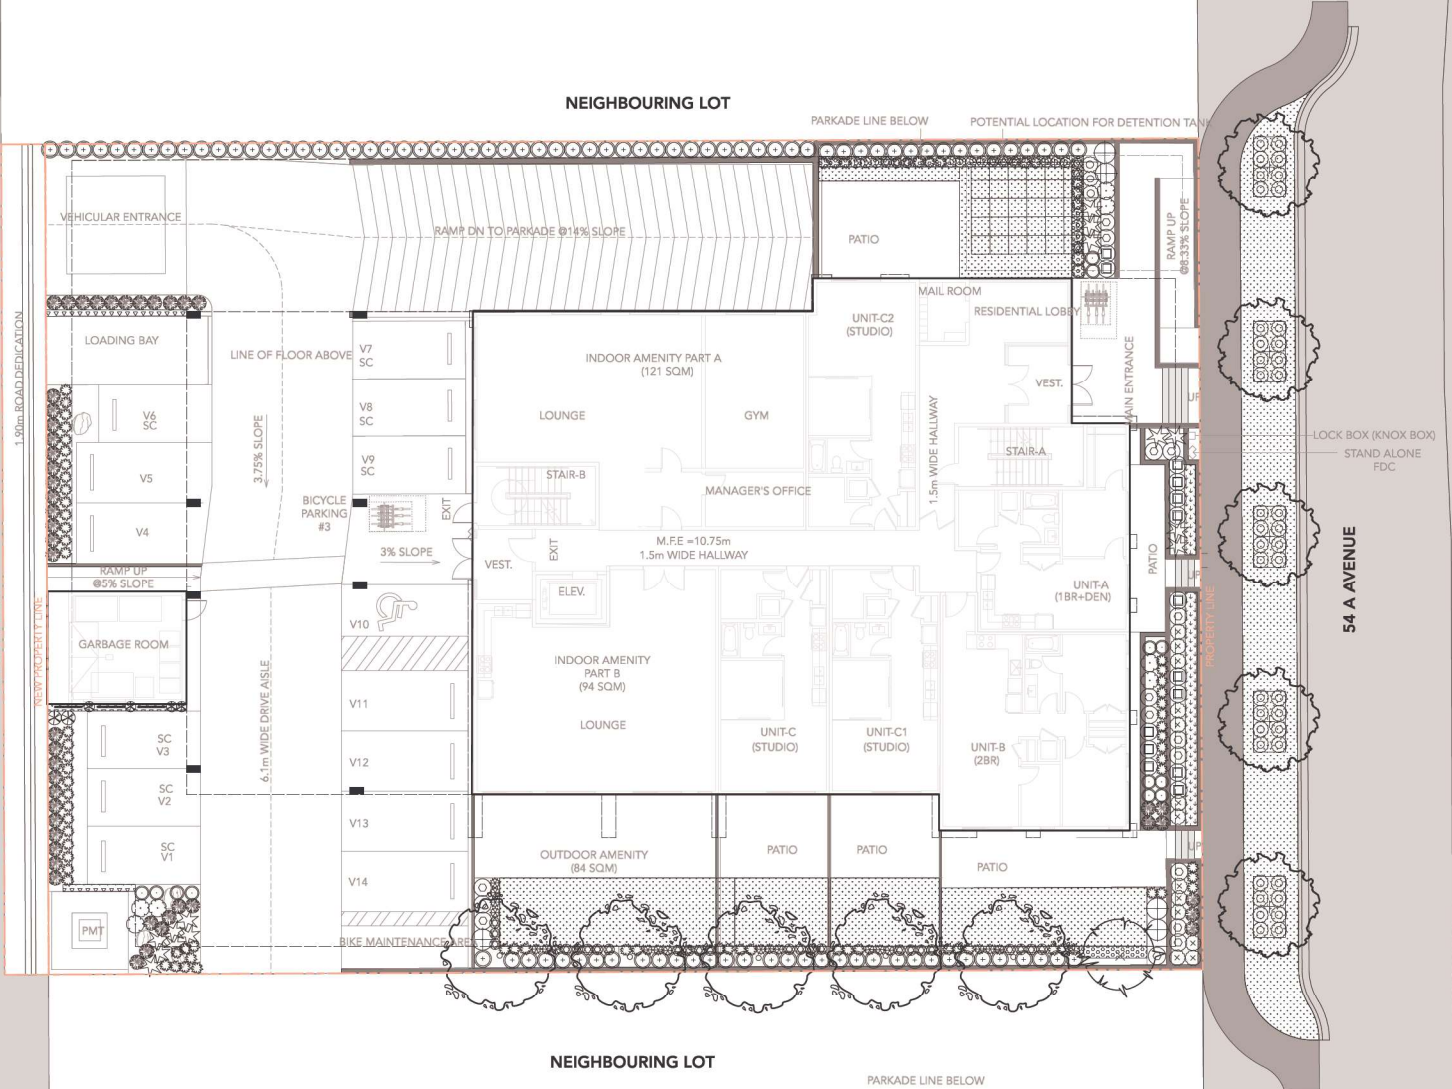 NEIGHBOURING LOT
PARKADE LINE BELOW
POTENTIAL LOCATION FOR DETENTION TANK
VEHICULAR ENTRANCE
RAMP DN TO PARKADE @14% SLOPE
PATIO
RAMP UP
@8.33% SLOPE
MAIL ROOM
RESIDENTIAL LOBBY
UNIT-C2
(STUDIO)
1.90m ROAD DEDICATION
LOADING BAY
LINE OF FLOOR ABOVE
V7
SC
INDOOR AMENITY PART A
(121 SQM)
VEST.
MAIN ENTRANCE
UP
V6
SC
V8
SC
LOUNGE
GYM
1.5m WIDE HALLWAY
3.75% SLOPE
LOCK BOX (KNOX BOX)
STAND ALONE
FDC
V5
V9
SC
STAIR-B
STAIR-A
MANAGER'S OFFICE
V4
BICYCLE
PARKING
#3
EXIT
3% SLOPE
VEST.
EXIT
M.F.E =10.75m
1.5m WIDE HALLWAY
PATIO
54 A AVENUE
RAMP UP
@5% SLOPE
ELEV.
UNIT-A
(1BR+DEN)
UP
NEW PROPERTY LINE
PROPERTY LINE
GARBAGE ROOM
V10
INDOOR AMENITY
PART B
(94 SQM)
LOUNGE
6.1m WIDE DRIVE AISLE
V11
UNIT-C
(STUDIO)
UNIT-C1
(STUDIO)
UNIT-B
(2BR)
SC
V3
V12
SC
V2
V13
SC
V1
OUTDOOR AMENITY
(84 SQM)
PATIO
PATIO
PATIO
UP
V14
PMT
BIKE MAINTENANCE AREA
NEIGHBOURING LOT
PARKADE LINE BELOW